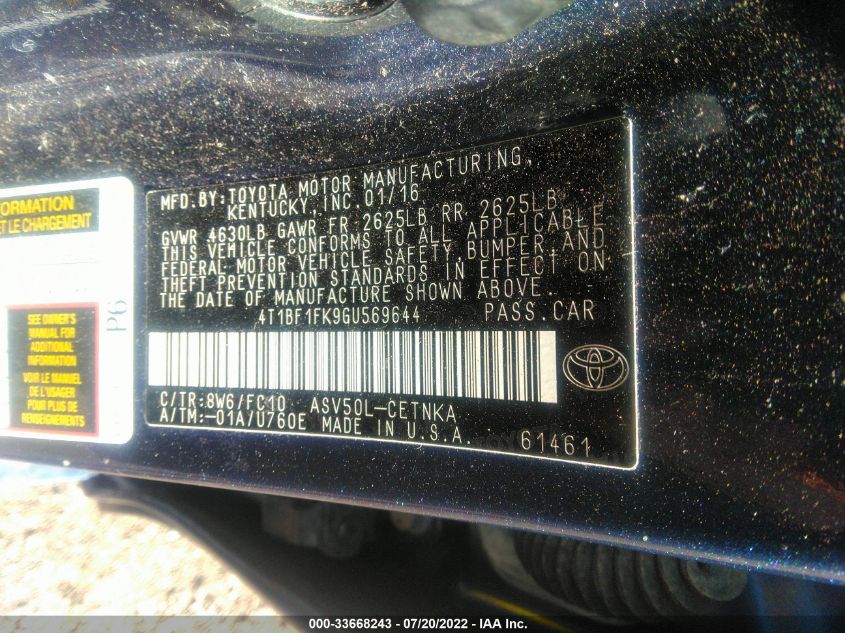 MFD.BY:TOYOTA MOTOR MANUFACTURING,
KENTUCKY, INC. 01/16
GVWR 4630LB GAWR FR 2625LB RR 2625LB
THIS VEHICLE CONFORMS TO ALL APPLICABLE
FEDERAL MOTOR VEHICLE SAFETY,BUMPER,AND
THEFT PREVENTION STANDARDS IN EFFECT ON
THE DATE OF MANUFACTURE SHOWN ABOVE.
4T1BF1FK9GU569644 PASS.CAR
C/TR:8W6/FC10 ASV50L-CETNKA
A/TM:-01A/U760E MADE IN U.S.A. 61461
ORMATION
ET LE CHARGEMENT
SEE OWNER'S
MANUAL FOR
ADDITIONAL
INFORMATION
VOIR LE MANUEL
DE L'USAGER
POUR PLUS DE
RENSEIGNEMENTS
P6
000-33668243 - 07/20/2022 - IAA Inc.